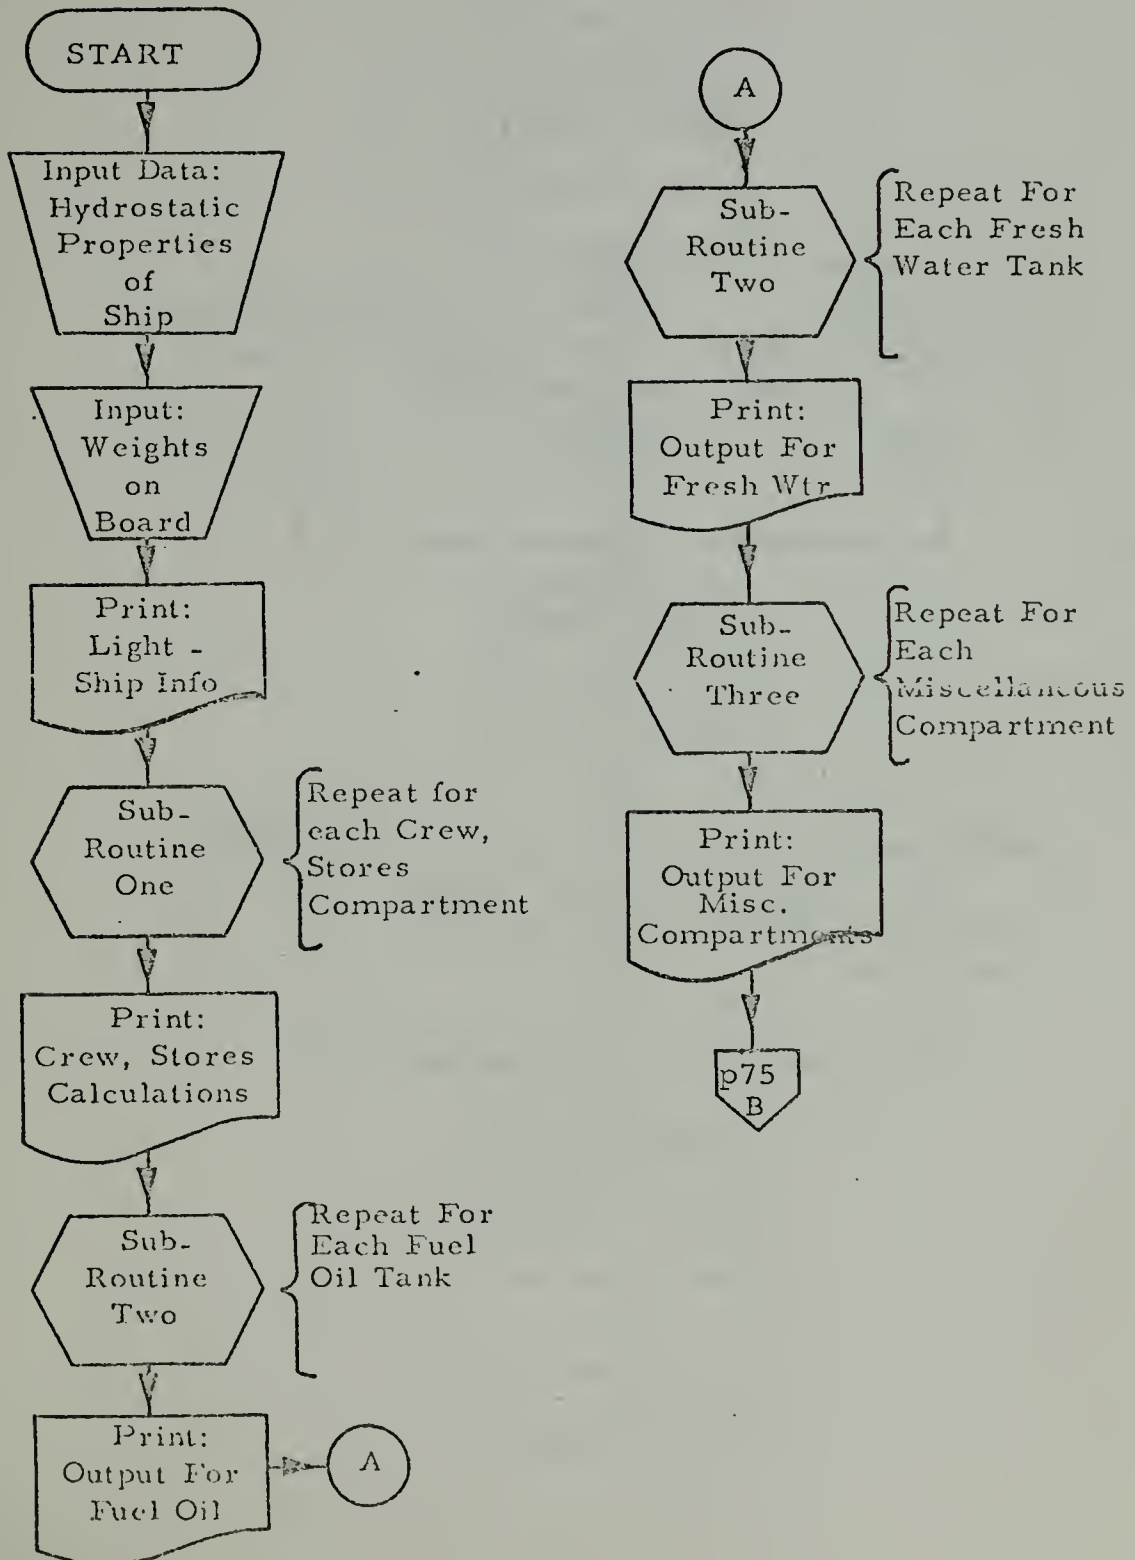 START
Input Data:
Hydrostatic
Properties
of
Ship
Input:
Weights
on
Board
Print:
Light -
Ship Info
Sub-
Routine
One
Repeat for
each Crew,
Stores
Compartment
Print:
Crew, Stores
Calculations
Sub-
Routine
Two
Repeat For
Each Fuel
Oil Tank
Print:
Output For
Fuel Oil
A
A
Sub-
Routine
Two
Repeat For
Each Fresh
Water Tank
Print:
Output For
Fresh Wtr
Sub-
Routine
Three
Repeat For
Each
Miscellaneous
Compartment
Print:
Output For
Misc.
Compartments
p75
B